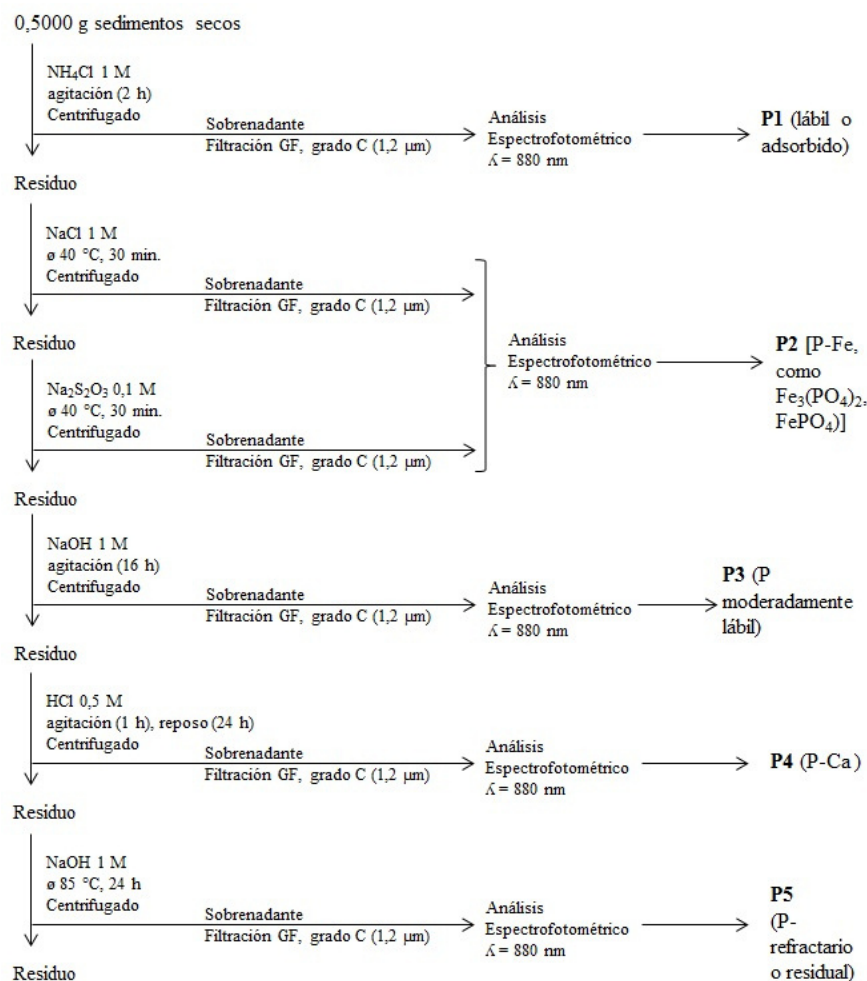 0,5000 g sedimentos secos
NH₄Cl 1 M
agitación (2 h)
Centrifugado
Sobrenadante
Filtración GF, grado C (1,2 µm)
Análisis
Espectrofotométrico
ʎ = 880 nm
P1 (lábil o
adsorbido)
Residuo
NaCl 1 M
ø 40 °C, 30 min.
Centrifugado
Sobrenadante
Filtración GF, grado C (1,2 µm)
Residuo
Na₂S₂O₃ 0,1 M
ø 40 °C, 30 min.
Centrifugado
Sobrenadante
Filtración GF, grado C (1,2 µm)
Análisis
Espectrofotométrico
ʎ = 880 nm
P2 [P-Fe,
como
Fe₃(PO₄)₂,
FePO₄)]
Residuo
NaOH 1 M
agitación (16 h)
Centrifugado
Sobrenadante
Filtración GF, grado C (1,2 µm)
Análisis
Espectrofotométrico
ʎ = 880 nm
P3 (P
moderadamente
lábil)
Residuo
HCl 0,5 M
agitación (1 h), reposo (24 h)
Centrifugado
Sobrenadante
Filtración GF, grado C (1,2 µm)
Análisis
Espectrofotométrico
ʎ = 880 nm
P4 (P-Ca)
Residuo
NaOH 1 M
ø 85 °C, 24 h
Centrifugado
Sobrenadante
Filtración GF, grado C (1,2 µm)
Análisis
Espectrofotométrico
ʎ = 880 nm
P5
(P-
refractario
o residual)
Residuo